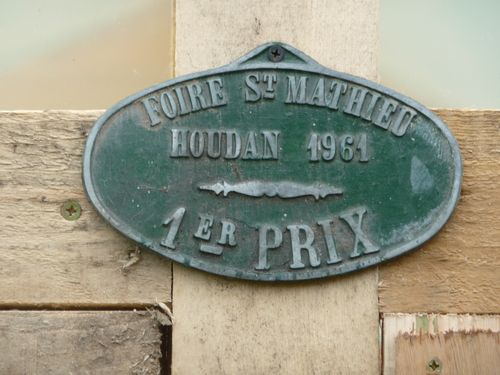 FOIRE ST MATHIEU
HOUDAN 1961
1ER PRIX